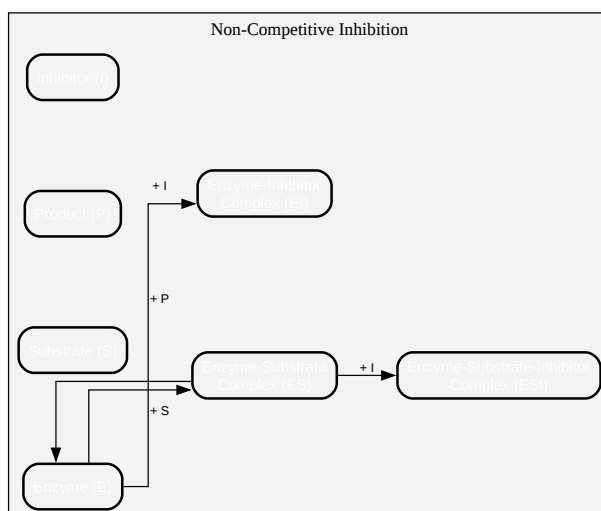 Non-Competitive Inhibition
Inhibitor (I)
+ I
Enzyme-Inhibitor
Complex (EI)
Product (P)
+ P
Substrate (S)
Enzyme-Substrate
Complex (ES)
+ I
Enzyme-Substrate-Inhibitor
Complex (ESI)
+ S
Enzyme (E)